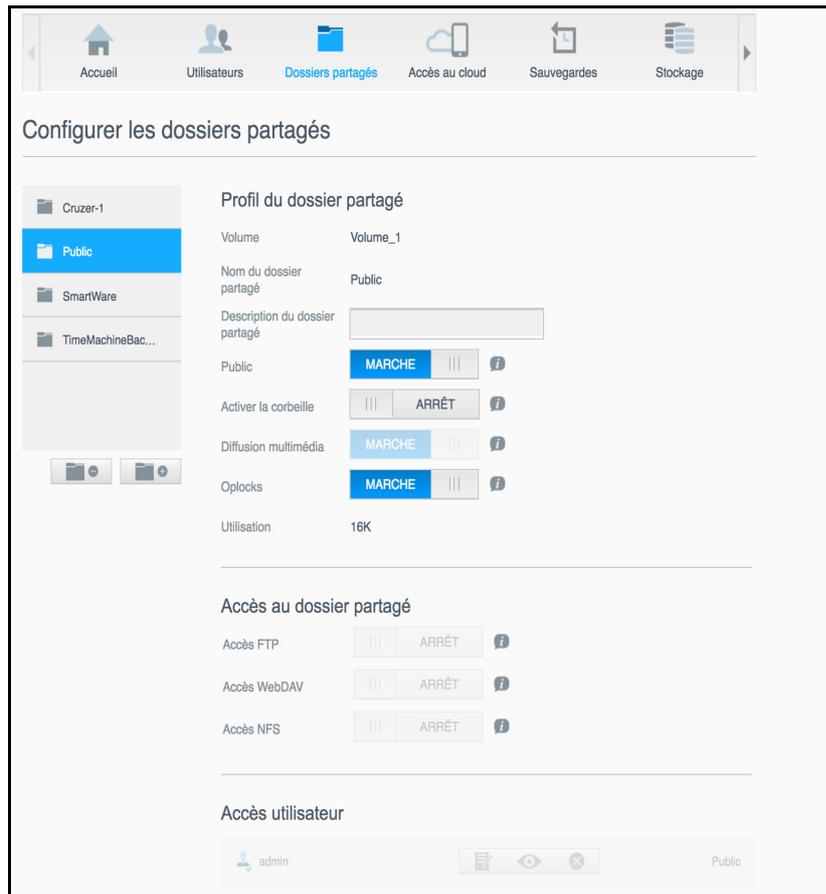 Accueil
Utilisateurs
Dossiers partagés
Accès au cloud
Sauvegardes
Stockage
Configurer les dossiers partagés
Cruzer-1
Public
SmartWare
TimeMachineBac...
Profil du dossier partagé
Volume Volume_1
Nom du dossier
partagé
Public
Description du dossier
partagé
Public MARCHE
Activer la corbeille ARRÊT
Diffusion multimédia MARCHE
Oplocks MARCHE
Utilisation 16K
Accès au dossier partagé
Accès FTP ARRÊT
Accès WebDAV ARRÊT
Accès NFS ARRÊT
Accès utilisateur
admin Public